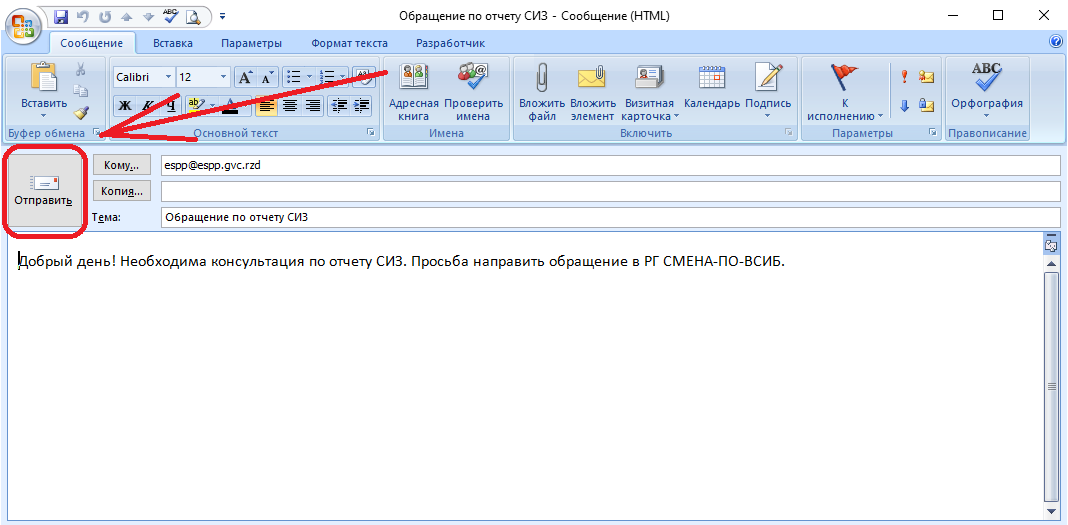 ABC
Обращение по отчету СИЗ - Сообщение (HTML)
Сообщение Вставка Параметры Формат текста Разработчик
Calibri 12 А А
Вставить
Ж К Ч ab А
Адресная книга
Проверить имена
Вложить файл
Вложить элемент
Визитная карточка
Календарь
Подпись
К исполнению
ABC
Орфография
Буфер обмена Основной текст Имена Включить Параметры Правописание
Отправить
Кому... espp@espp.gvc.rzd
Копия...
Тема: Обращение по отчету СИЗ
Добрый день! Необходима консультация по отчету СИЗ. Просьба направить обращение в РГ СМЕНА-ПО-ВСИБ.